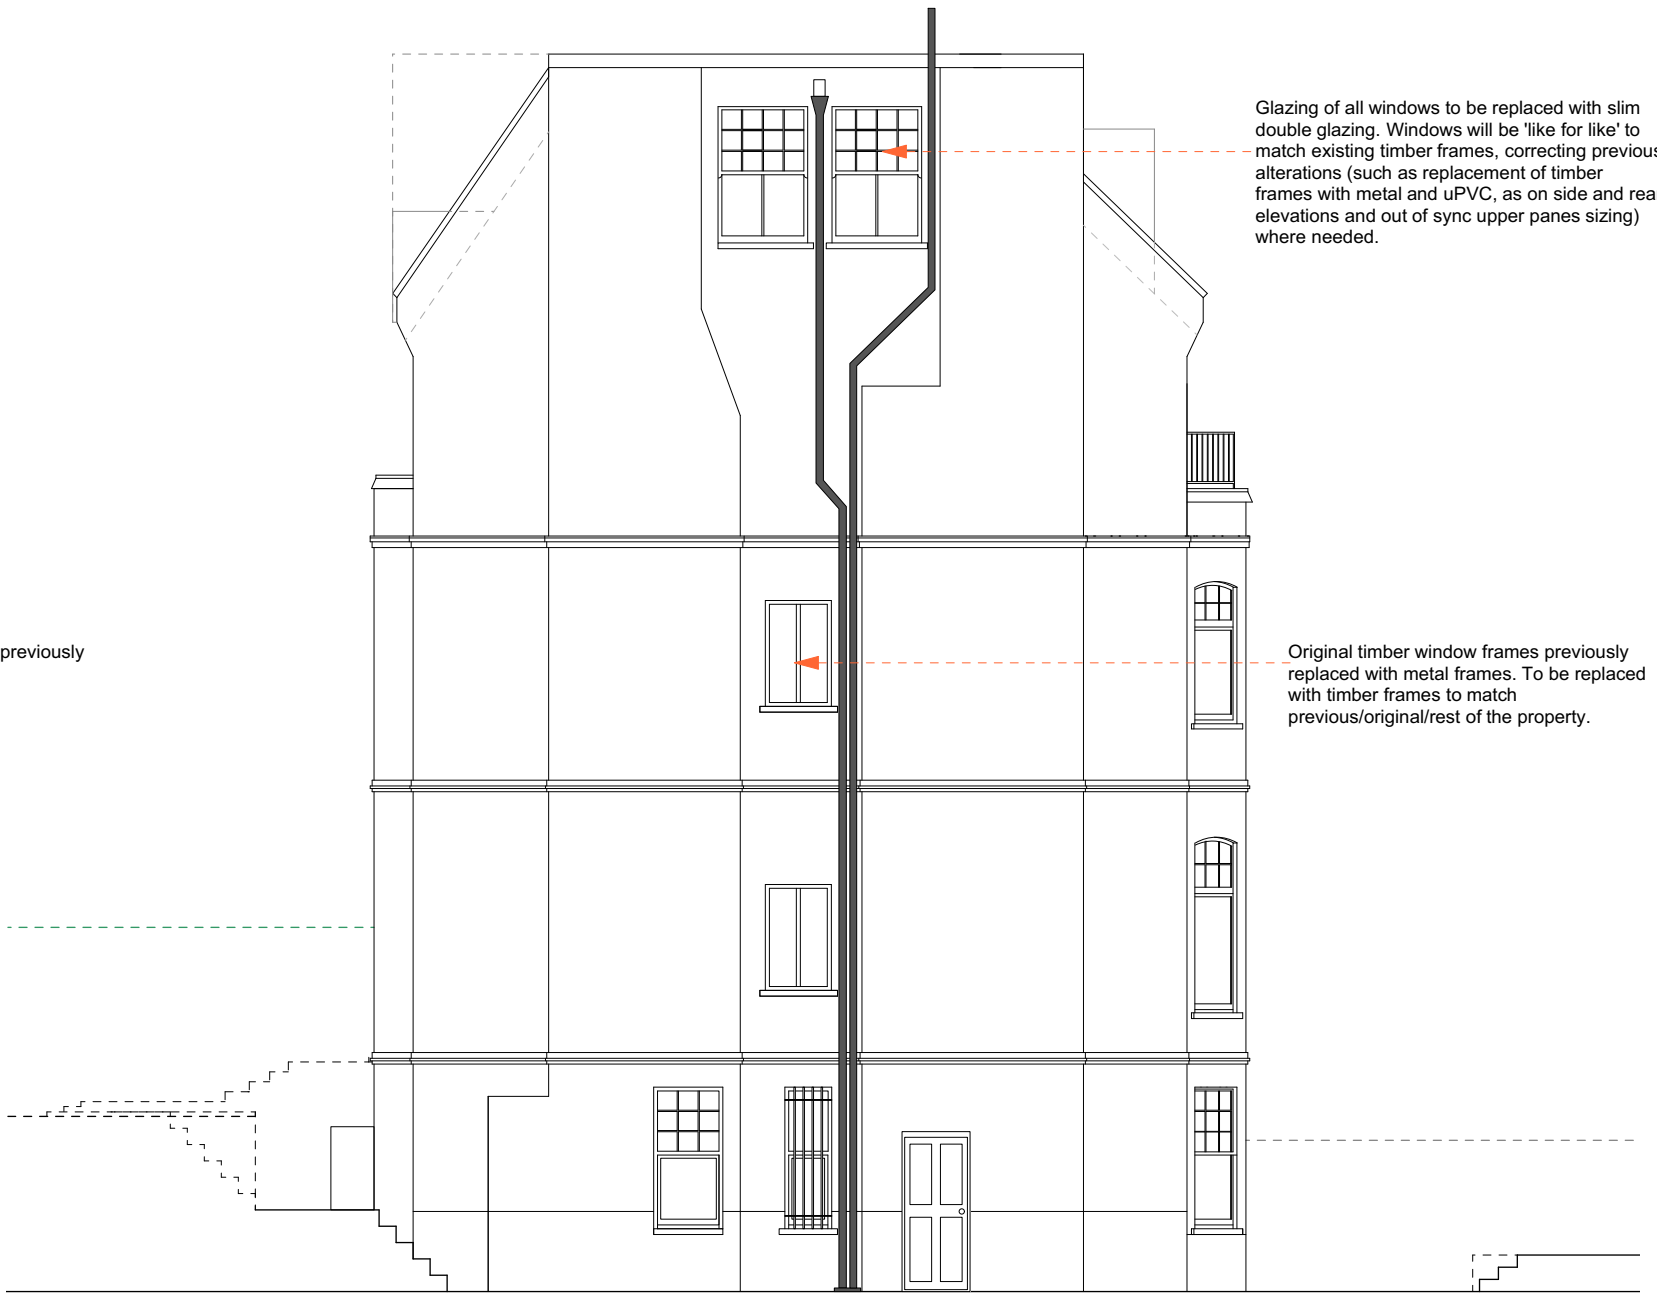 Glazing of all windows to be replaced with slim
double glazing. Windows will be 'like for like' to
match existing timber frames, correcting previous
alterations (such as replacement of timber
frames with metal and uPVC, as on side and rea
elevations and out of sync upper panes sizing)
where needed.
previously
Original timber window frames previously
replaced with metal frames. To be replaced
with timber frames to match
previous/original/rest of the property.